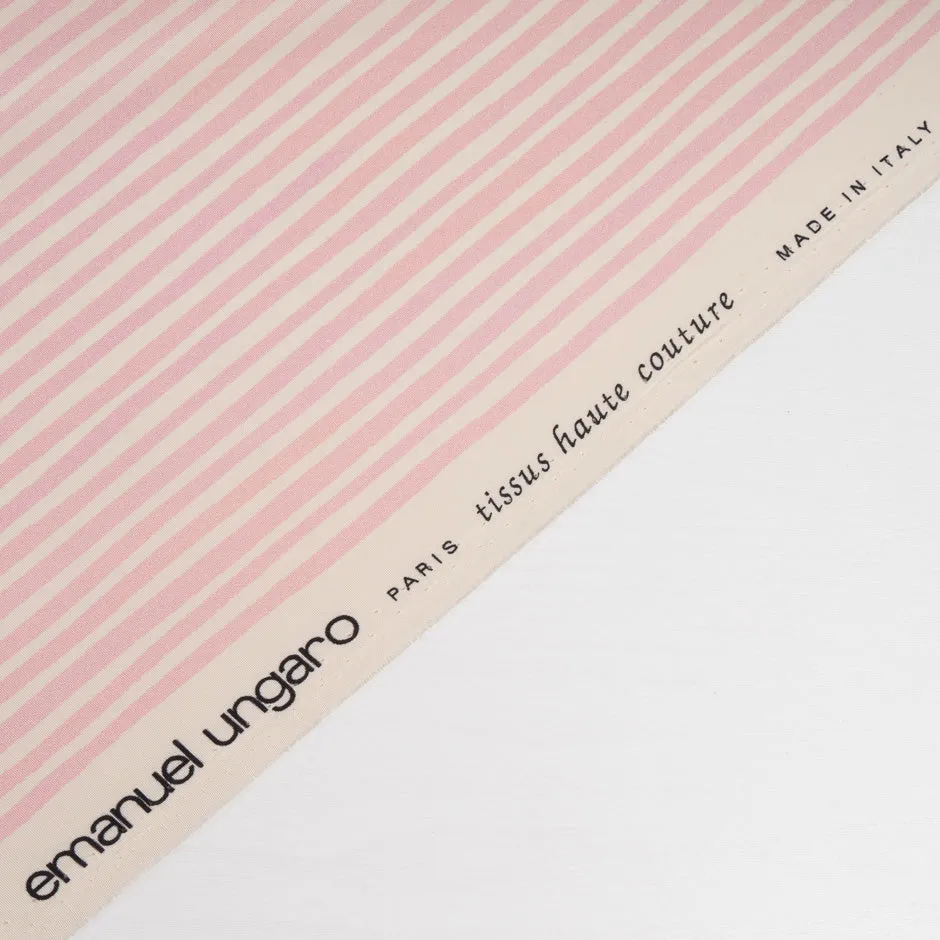 emanuel ungaro PARIS tissus haute couture MADE IN ITALY